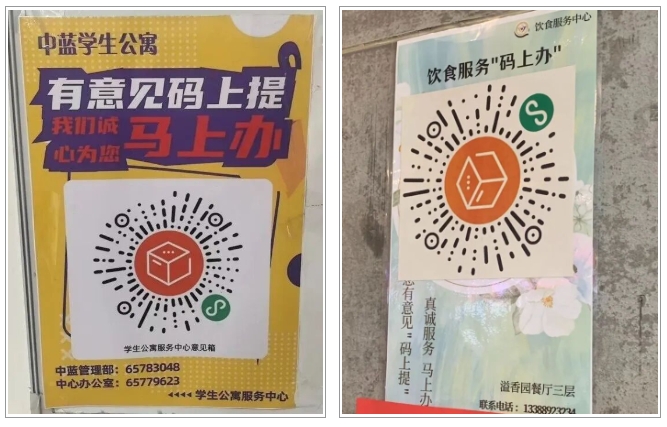 中蓝学生公寓
有意见码上提
我们诚
心为您
马上办
学生公寓服务中心意见箱
中蓝管理部：65783048
中心办公室：65779623
◄◄◄◄ 学生公寓服务中心
饮食服务中心
饮食服务"码上办"
真诚服务 马上办
有意见"码上提"
溢香园餐厅三层
联系电话：13388923234